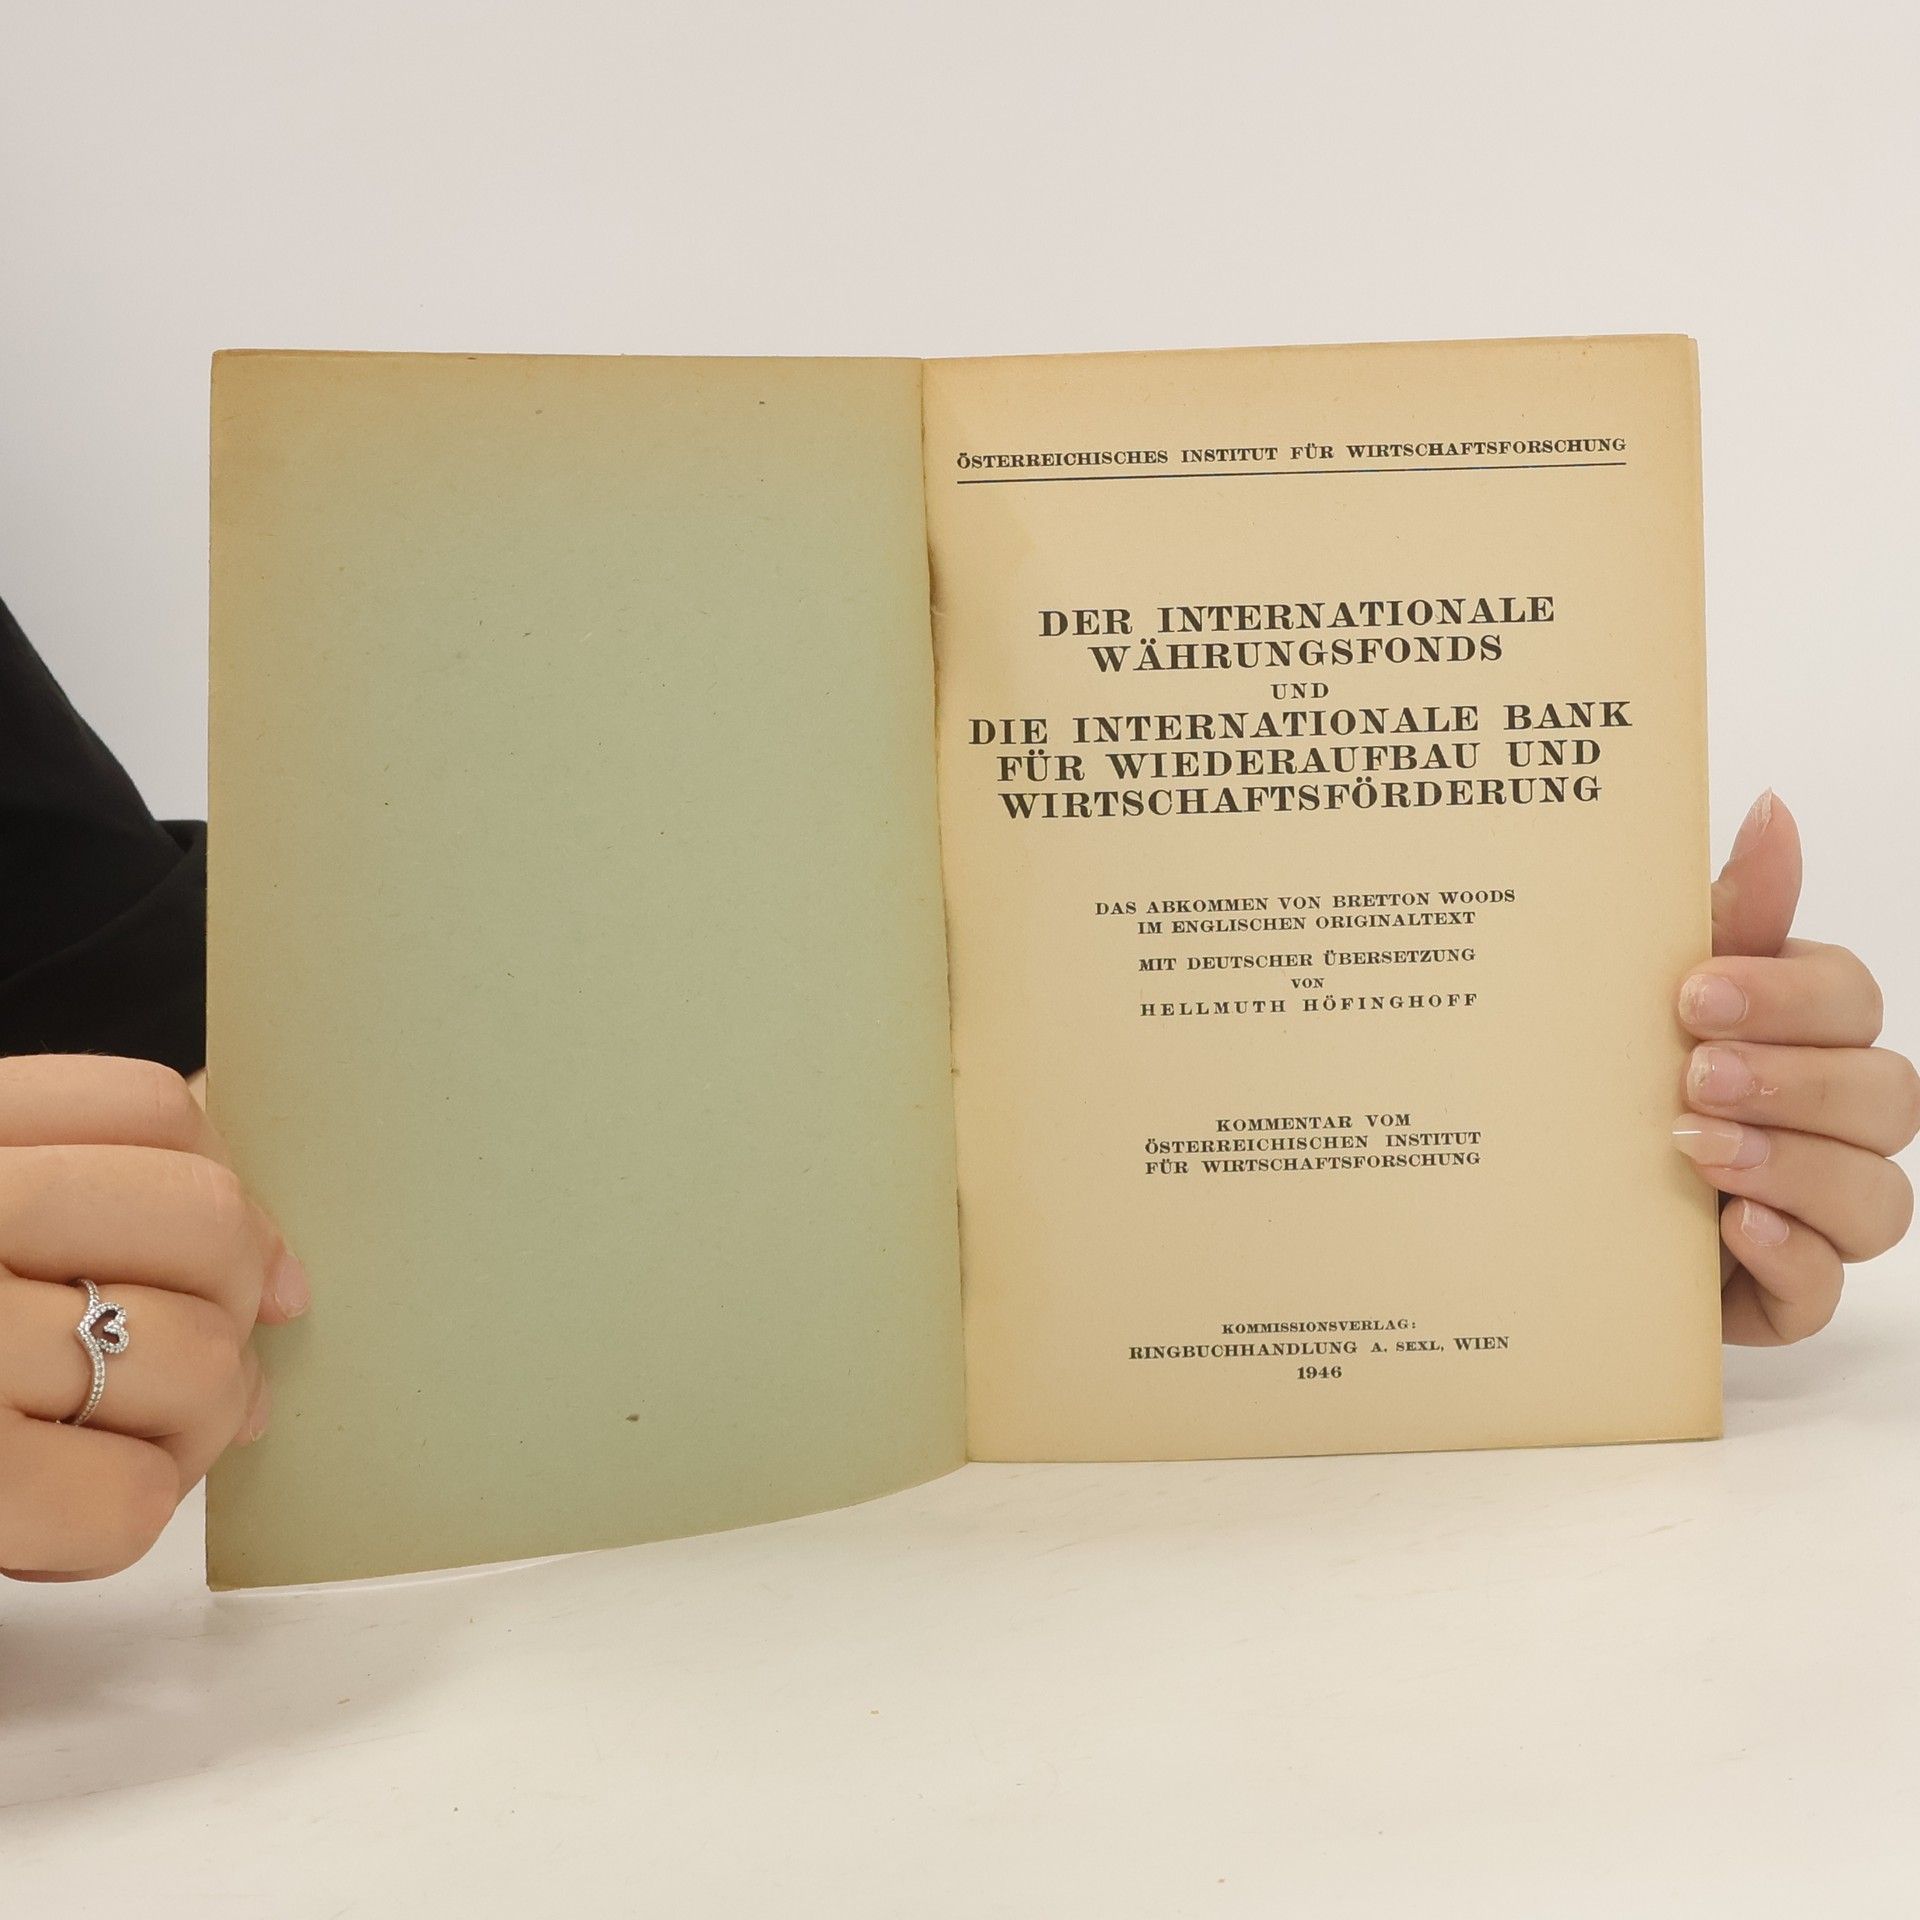 ÖSTERREICHISCHES INSTITUT FÜR WIRTSCHAFTSFORSCHUNG
DER INTERNATIONALE
WÄHRUNGSFONDS
UND
DIE INTERNATIONALE BANK
FÜR WIEDERAUFBAU UND
WIRTSCHAFTSFÖRDERUNG
DAS ABKOMMEN VON BRETTON WOODS
IM ENGLISCHEN ORIGINALTEXT
MIT DEUTSCHER ÜBERSETZUNG
VON
HELLMUTH HÖFINGHOFF
KOMMENTAR VOM
ÖSTERREICHISCHEN INSTITUT
FÜR WIRTSCHAFTSFORSCHUNG
KOMMISSIONSVERLAG:
RINGBUCHHANDLUNG A. SEXL, WIEN
1946